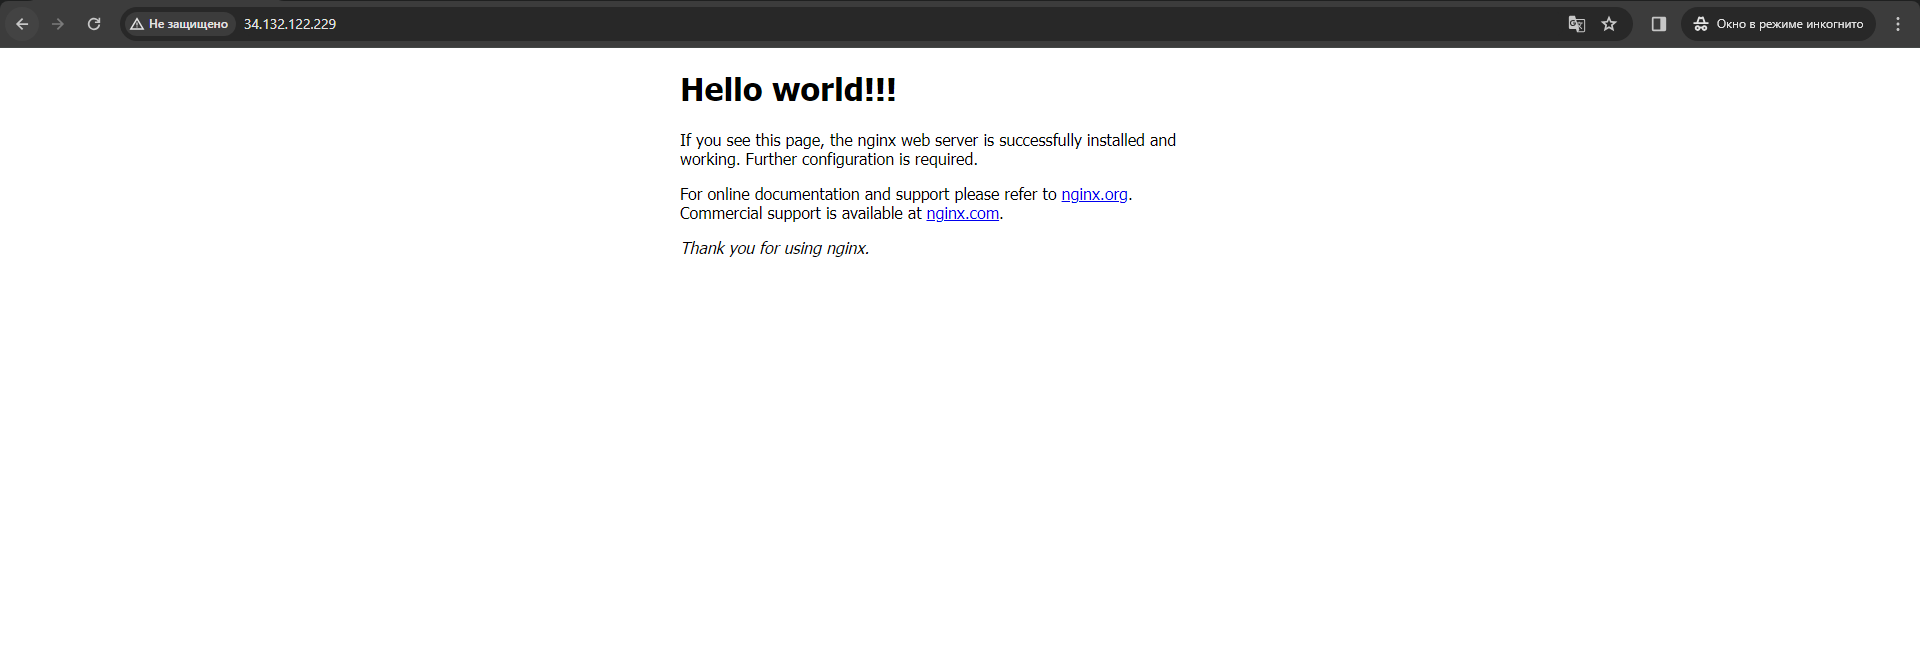 Не защищено 34.132.122.229 Окно в режиме инкогнито
Hello world!!!
If you see this page, the nginx web server is successfully installed and
working. Further configuration is required.
For online documentation and support please refer to nginx.org.
Commercial support is available at nginx.com.
Thank you for using nginx.